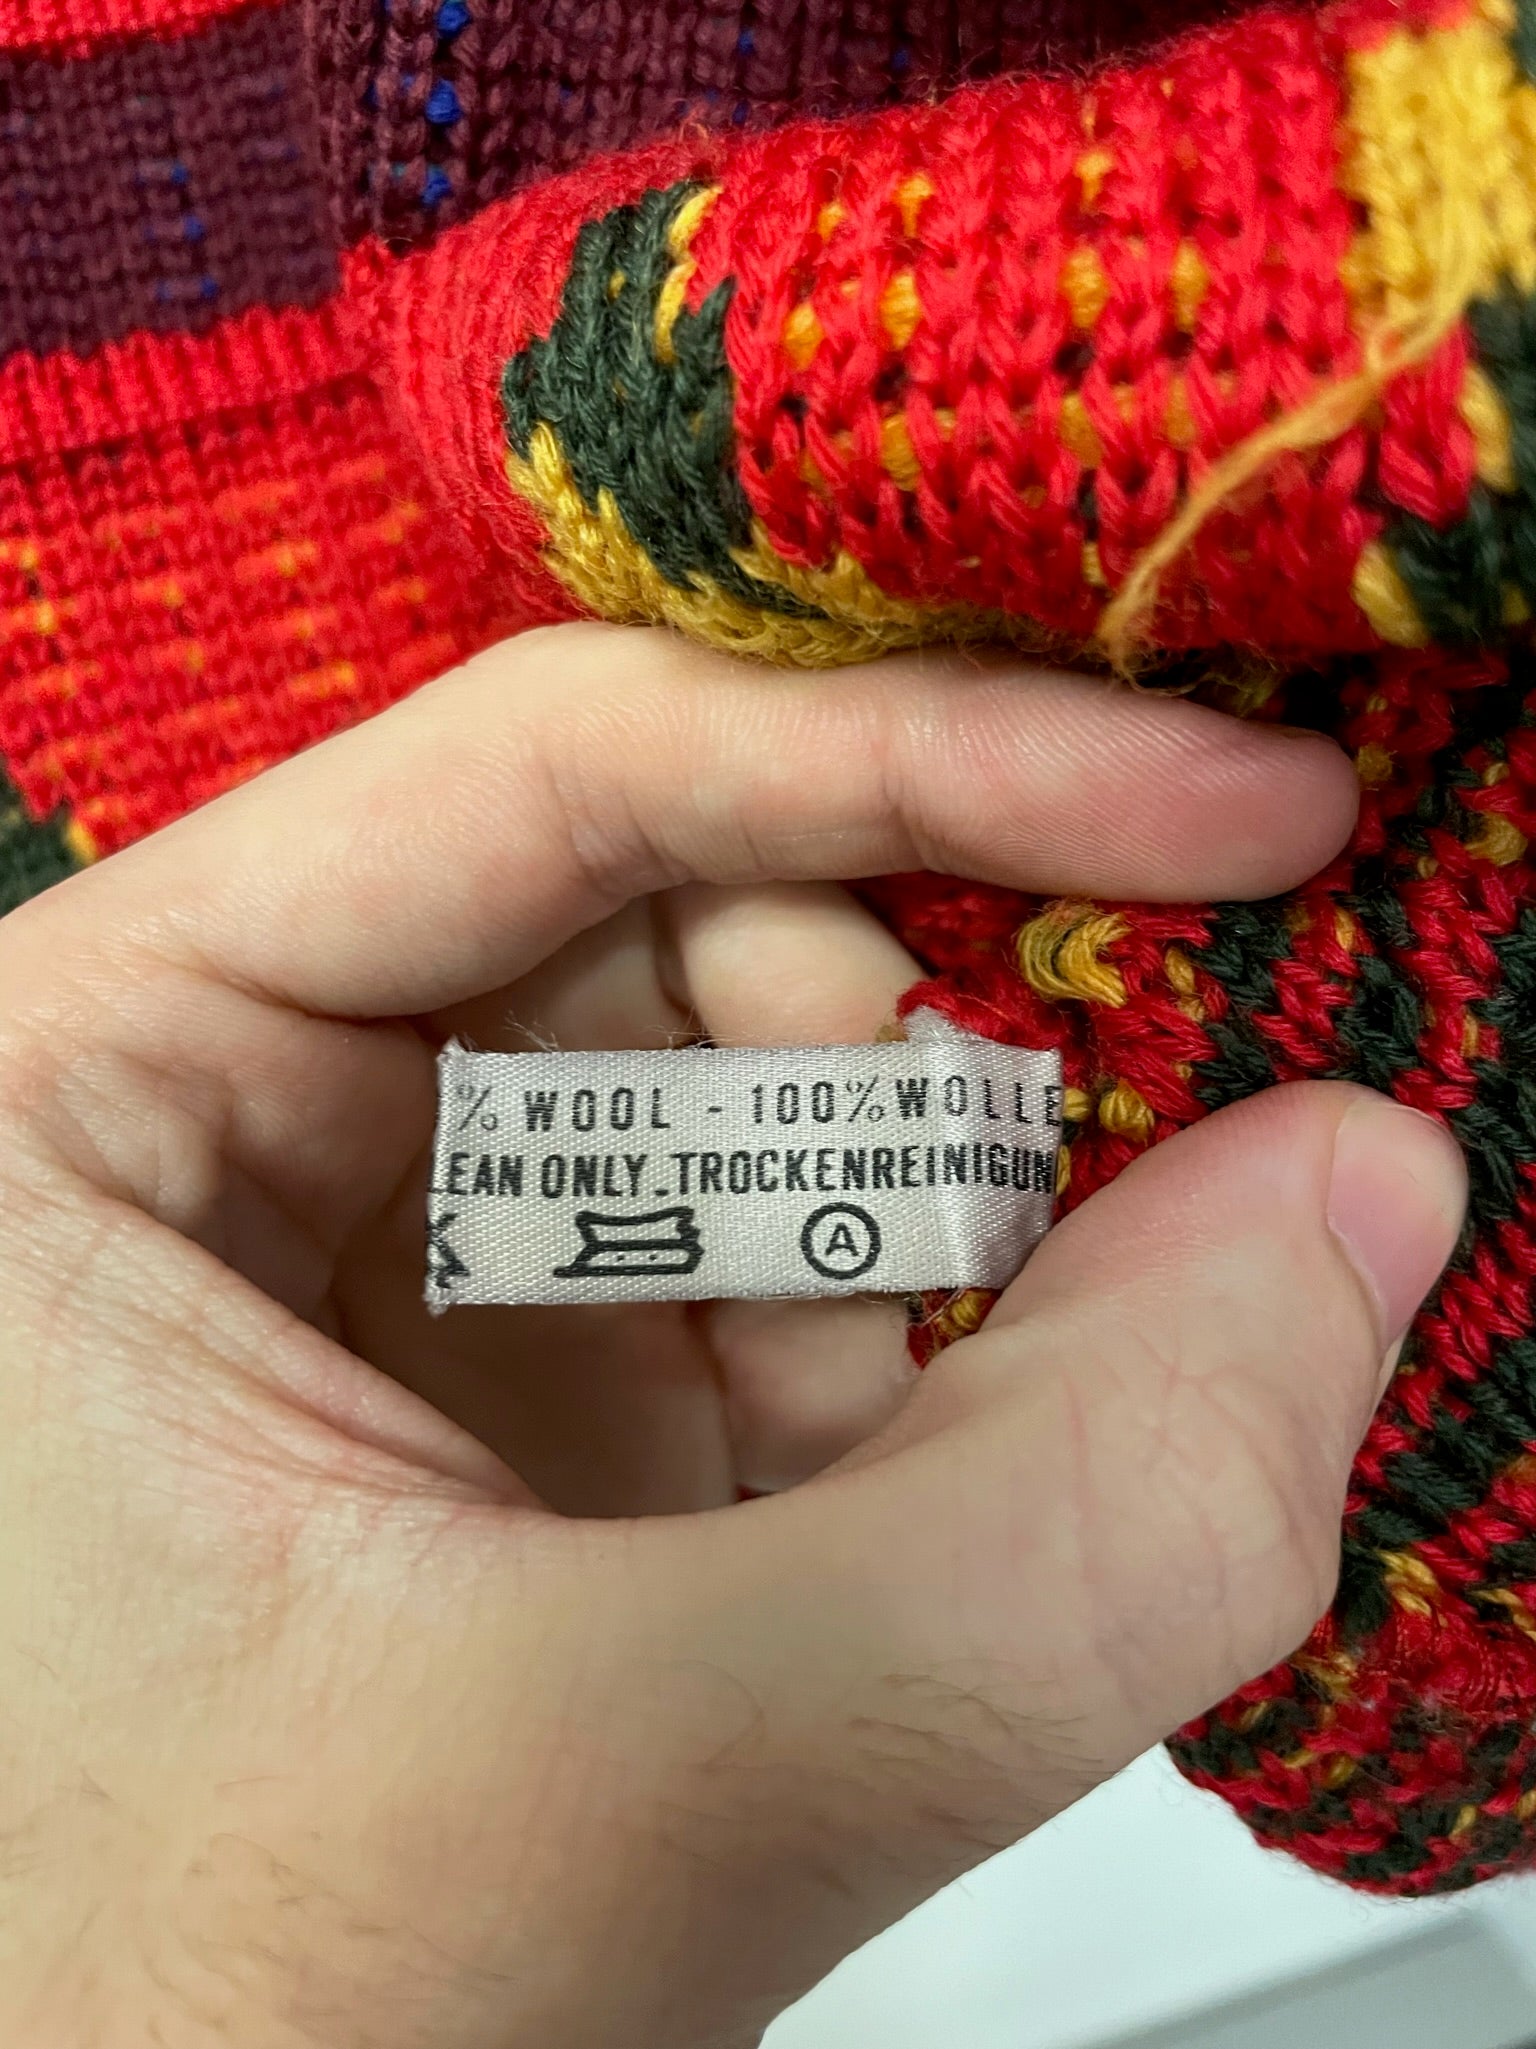 % WOOL - 100% WOLLE
LEAN ONLY_TROCKENREINIGUN
A